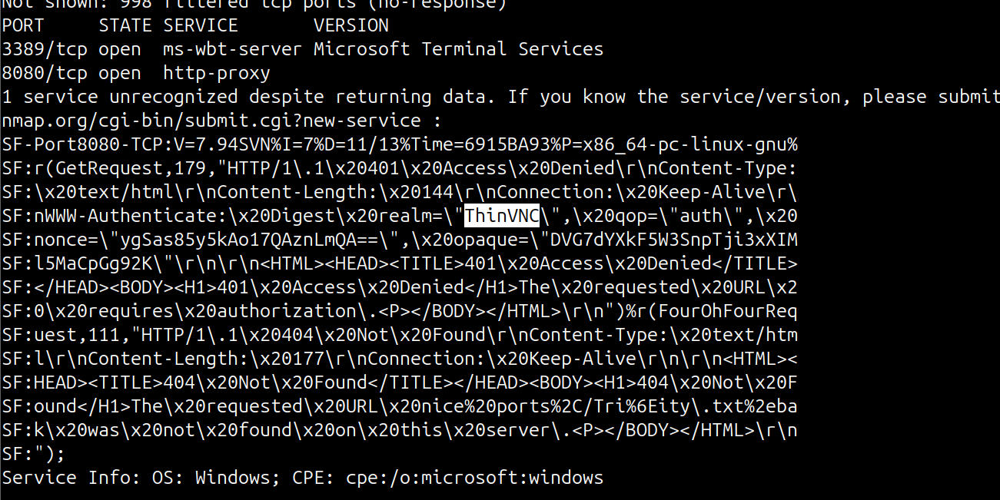 Not shown: 998 filtered tcp ports (no-response)
PORT     STATE SERVICE       VERSION
3389/tcp open  ms-wbt-server Microsoft Terminal Services
8080/tcp open  http-proxy
1 service unrecognized despite returning data. If you know the service/version, please submit
nmap.org/cgi-bin/submit.cgi?new-service :
SF-Port8080-TCP:V=7.94SVN%I=7%D=11/13%Time=6915BA93%P=x86_64-pc-linux-gnu%
SF:r(GetRequest,179,"HTTP/1\.1\x20401\x20Access\x20Denied\r\nContent-Type:
SF:\x20text/html\r\nContent-Length:\x20144\r\nConnection:\x20Keep-Alive\r\
SF:nWWW-Authenticate:\x20Digest\x20realm=\"ThinVNC\",\x20qop=\"auth\",\x20
SF:nonce=\"ygSas85y5kAo17QAznLmQA==\",\x20opaque=\"DVG7dYXkF5W3SnpTji3xXIM
SF:l5MaCpGg92K\"\r\n\r\n<HTML><HEAD><TITLE>401\x20Access\x20Denied</TITLE>
SF:</HEAD><BODY><H1>401\x20Access\x20Denied</H1>The\x20requested\x20URL\x2
SF:0\x20requires\x20authorization\.<P></BODY></HTML>\r\n")%r(FourOhFourReq
SF:uest,111,"HTTP/1\.1\x20404\x20Not\x20Found\r\nContent-Type:\x20text/htm
SF:l\r\nContent-Length:\x20177\r\nConnection:\x20Keep-Alive\r\n\r\n<HTML><
SF:HEAD><TITLE>404\x20Not\x20Found</TITLE></HEAD><BODY><H1>404\x20Not\x20F
SF:ound</H1>The\x20requested\x20URL\x20nice%20ports%2C/Tri%6Eity\.txt%2eba
SF:k\x20was\x20not\x20found\x20on\x20this\x20server\.<P></BODY></HTML>\r\n
SF:");
Service Info: OS: Windows; CPE: cpe:/o:microsoft:windows